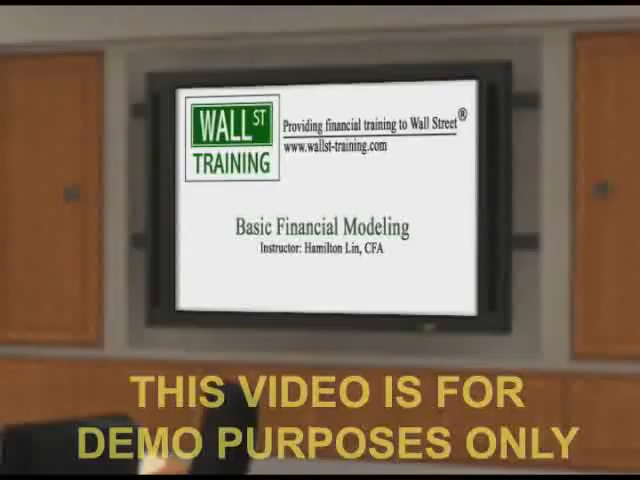 WALL ST
TRAINING
Providing financial training to Wall Street®
www.wallst-training.com
Basic Financial Modeling
Instructor: Hamilton Lin, CFA
THIS VIDEO IS FOR
DEMO PURPOSES ONLY